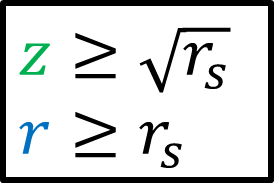 z ≥ √r_s
r ≥ r_s